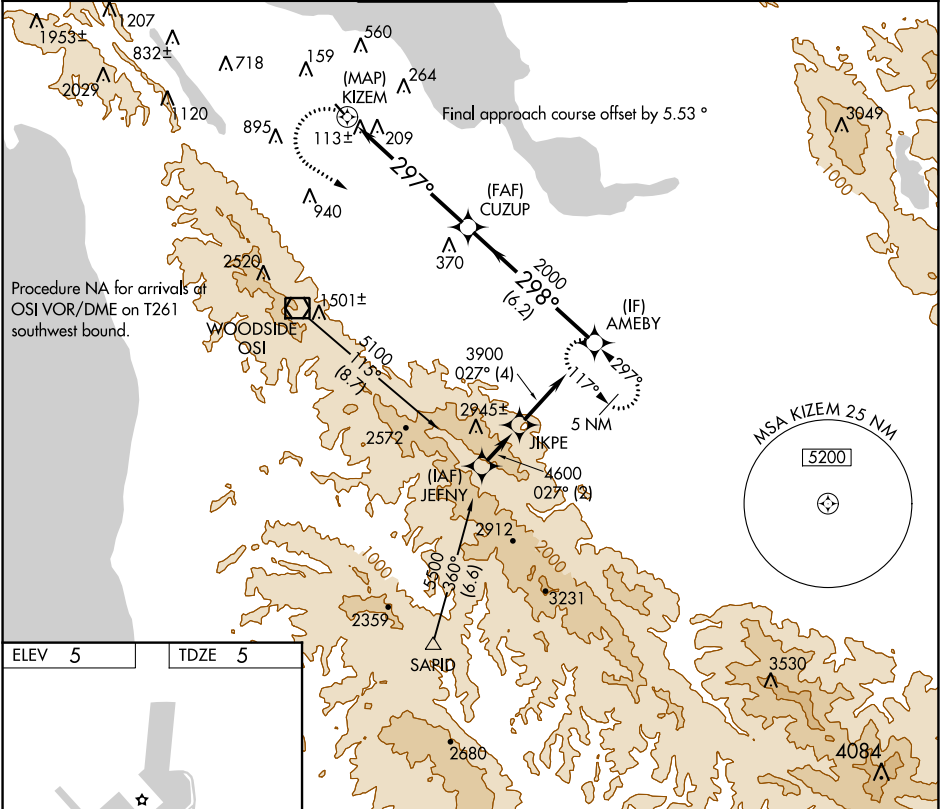 1207
1953±
832±
560
718
159
(MAP)
KIZEM
264
2029
1120
895
113±
209
Final approach course offset by 5.53 °
3049
1000
297°
(FAF)
CUZUP
940
370
2520
Procedure NA for arrivals at
OSI VOR/DME on T261
southwest bound.
1501±
WOODSIDE
OSI
2000
298°
(6.2)
(IF)
AMEBY
5100
115°
(8.7)
3900
027° (4)
297°
117°
5 NM
2945±
2572
JIKPE
MSA KIZEM 25 NM
5200
(IAF)
JEFNY
4600
027° (2)
2912
2000
1000
5500
360°
(6.6)
3231
2359
SAPID
ELEV 5
TDZE 5
3530
2680
4084